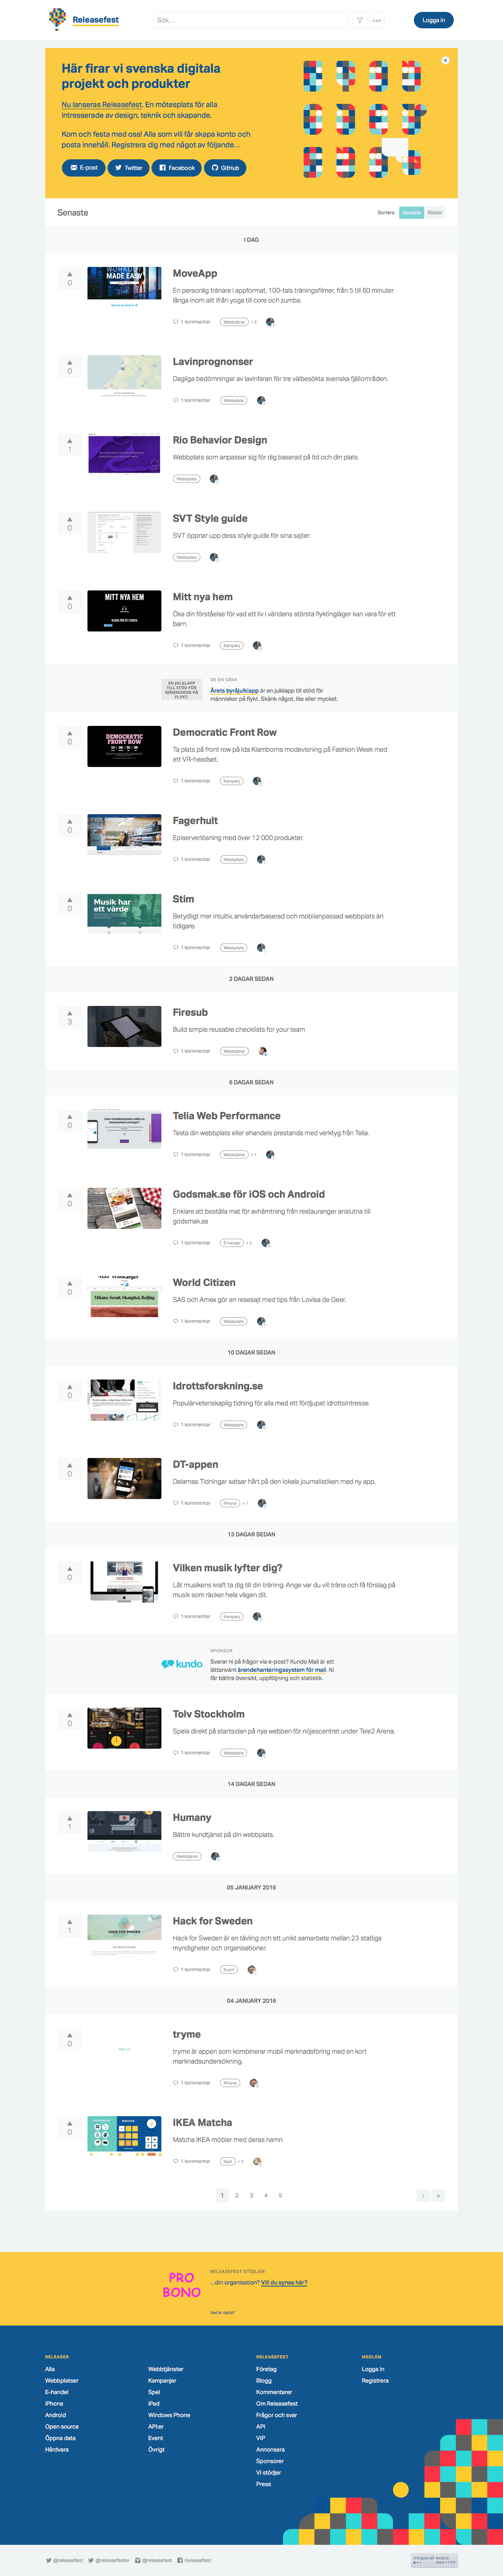 Releasefest
Sök...
Logga in
Här firar vi svenska digitala
projekt och produkter
Nu lanseras Releasefest. En mötesplats för alla
intresserade av design, teknik och skapande.
Kom och festa med oss! Alla som vill får skapa konto och
posta innehåll. Registrera dig med något av följande...
E-post
Twitter
Facebook
GitHub
Senaste
Sortera
Senaste
Röster
I DAG
0
MoveApp
En personlig tränares i appformat. 100-tals träningsfilmer, från 5 till 60 minuter
långa inom allt ifrån yoga till core och zumba.
1 kommentar
Webbtjänst
+3
0
Lavinprognonser
Dagliga bedömningar av lavinfaran för tre välbesökta svenska fjällområden.
1 kommentar
Webbplats
1
Rio Behavior Design
Webbplats som anpassar sig för dig baserad på tid och din plats.
Webbplats
0
SVT Style guide
SVT öppnar upp dess style guide för sina sajter.
Webbplats
MITT NYA HEM
0
Mitt nya hem
Öka din förståelse för vad ett liv i världens största flyktingläger kan vara för ett
barn.
1 kommentar
Kampanj
EN JULKLAPP
TILL STÖD FÖR
MÄNNISKOR PÅ
FLYKT.
GE EN GÅVA
Årets byråjulklapp är en julklapp till stöd för
människor på flykt. Skänk något, lite eller mycket.
DEMOCRATIC
FRONT ROW
0
Democratic Front Row
Ta plats på front row på Ida Klamborns modevisning på Fashion Week med
ett VR-headset.
1 kommentar
Kampanj
0
Fagerhult
Episerverlösning med över 12 000 produkter.
1 kommentar
Webbplats
Musik har
ett värde
0
Stim
Betydligt mer intuitiv, användarbaserad och mobilanpassad webbplats än
tidigare.
1 kommentar
Webbplats
2 DAGAR SEDAN
3
Firesub
Build simple reusable checklists for your team
1 kommentar
Webbtjänst
6 DAGAR SEDAN
0
Telia Web Performance
Testa din webbplats eller ehandels prestanda med verktyg från Telia.
1 kommentar
Webbtjänst
+1
0
Godsmak.se för iOS och Android
Enklare att beställa mat för avhämtning från restauranger anslutna till
godsmak.se
1 kommentar
E-handel
+2
0
World Citizen
SAS och Amex gör en resesajt med tips från Lovisa de Geer.
Milano, Seoul, Shanghai, Beijing
1 kommentar
Webbplats
10 DAGAR SEDAN
0
Idrottsforskning.se
Populärvetenskaplig tidning för alla med ett fördjupat idrottsintresse.
1 kommentar
Webbplats
0
DT-appen
Dalarnas Tidningar satsar hårt på den lokala journalistiken med ny app.
1 kommentar
iPhone
+1
13 DAGAR SEDAN
0
Vilken musik lyfter dig?
Låt musikens kraft ta dig till din träning. Ange var du vill träna och få förslag på
musik som räcker hela vägen dit.
1 kommentar
Kampanj
kundo
SPONSOR
Svarar ni på frågor via e-post? Kundo Mail är ett
lättanvänt ärendehanteringssystem för mail. Ni
får bättre översikt, uppföljning och statistik.
0
Tolv Stockholm
Spela direkt på startsidan på nya webben för nöjescentret under Tele2 Arena.
1 kommentar
Webbplats
14 DAGAR SEDAN
1
Humany
Bättre kundtjänst på din webbplats.
Webbtjänst
05 JANUARY 2016
HACK FOR SWEDEN
1
Hack for Sweden
Hack for Sweden är en tävling och ett unikt samarbete mellan 23 statliga
myndigheter och organisationer.
1 kommentar
Event
04 JANUARY 2016
0
tryme
tryme är appen som kombinerar mobil marknadsföring med en kort
marknadsundersökning.
1 kommentar
iPhone
0
IKEA Matcha
Matcha IKEA möbler med deras namn
1 kommentar
Spel
+2
1 2 3 4 5
› »
PRO
BONO
RELEASEFEST STÖDJER
...din organisation? Vill du synas här?
Vad är detta?
RELEASER
Alla
Webbplatser
E-handel
iPhone
Android
Open source
Öppna data
Hårdvara
Webbtjänster
Kampanjer
Spel
iPad
Windows Phone
API:er
Event
Övrigt
RELEASEFEST
Företag
Blogg
Kommentarer
Om Releasefest
Frågor och svar
API
VIP
Annonsera
Sponsorer
Vi stödjer
Press
MEDLEM
Logga in
Registrera
@releasefest
@releasefester
@releasefest
/releasefest